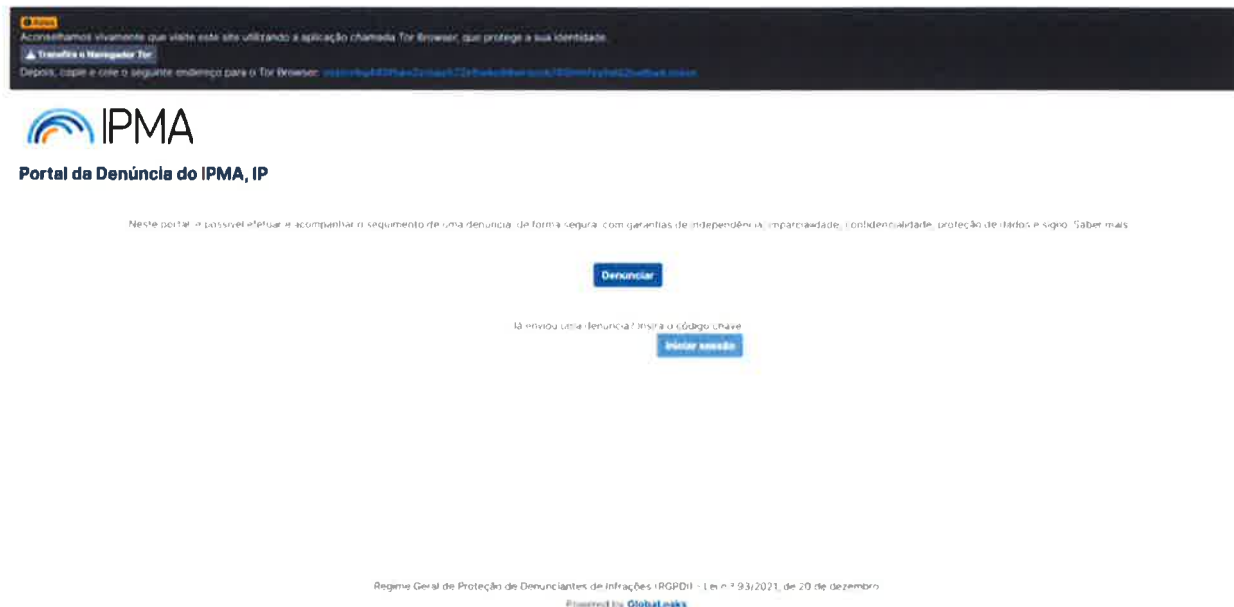 Aviso
Aconselhamos vivamente que visite este site utilizando a aplicação chamada Tor Browser, que protege a sua identidade.
Transfira o Navegador Tor
Depois, copie e cole o seguinte endereço para o Tor Browser:
IPMA
Portal da Denúncia do IPMA, IP
Neste portal é possível efetuar e acompanhar o seguimento de uma denúncia, de forma segura, com garantias de independência, imparcialidade, confidencialidade, proteção de dados e sigilo. Saber mais
Denunciar
Já enviou uma denúncia? Insira o código chave
Iniciar sessão
Regime Geral de Proteção de Denunciantes de Infrações (RGPDI) - Lei n.º 93/2021, de 20 de dezembro
Powered by GlobaLeaks